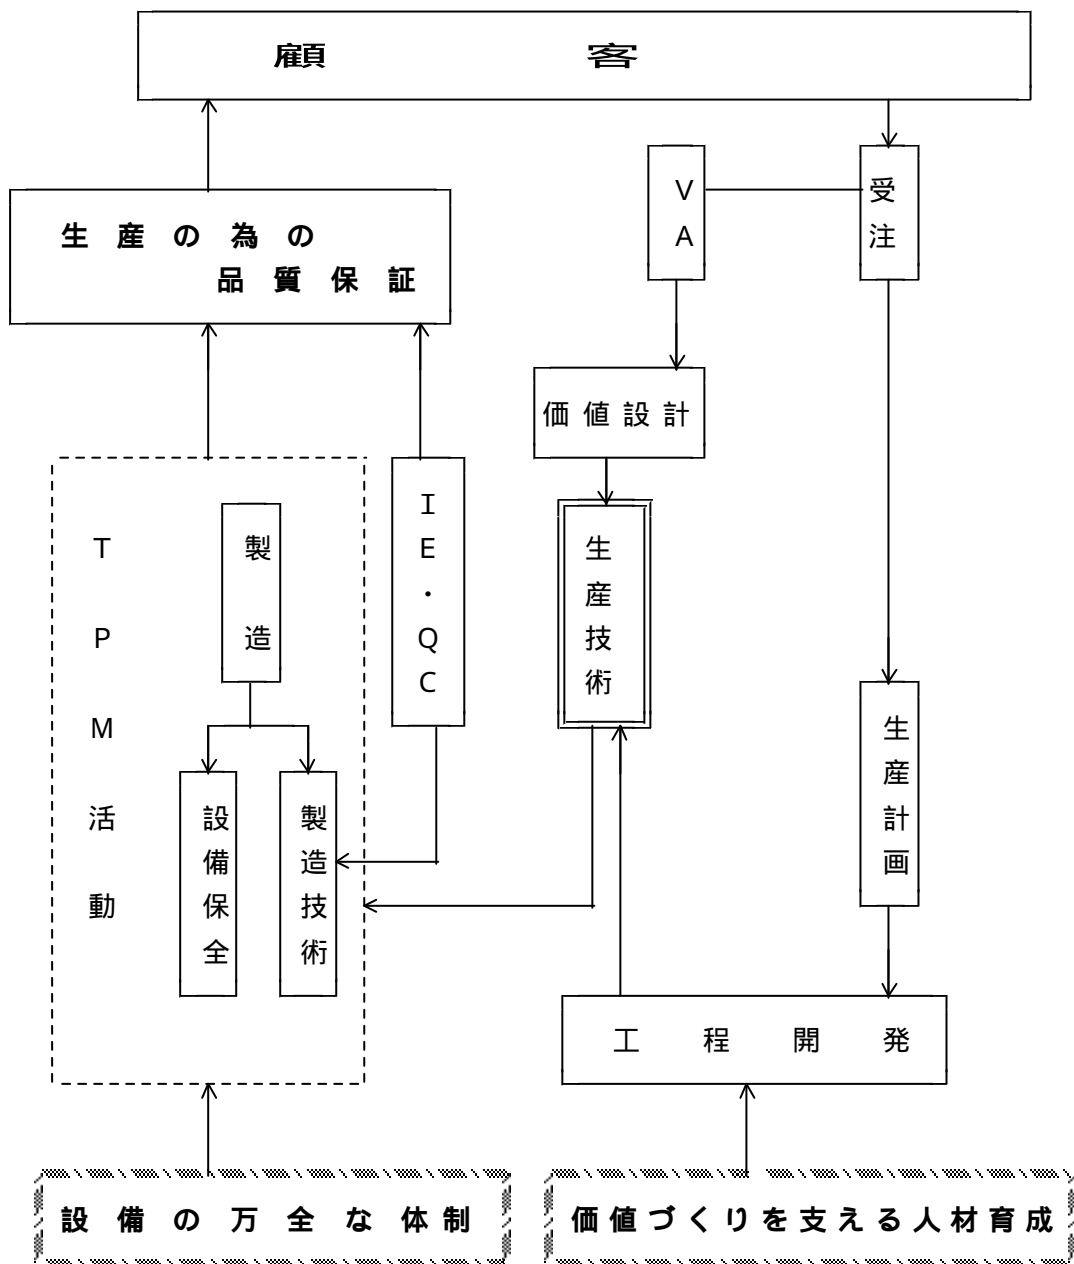 顧客
VA
受注
生産の為の
品質保証
価値設計
TPM活動
製造
IE・QC
生産技術
設備保全
製造技術
生産計画
工程開発
設備の万全な体制
価値づくりを支える人材育成